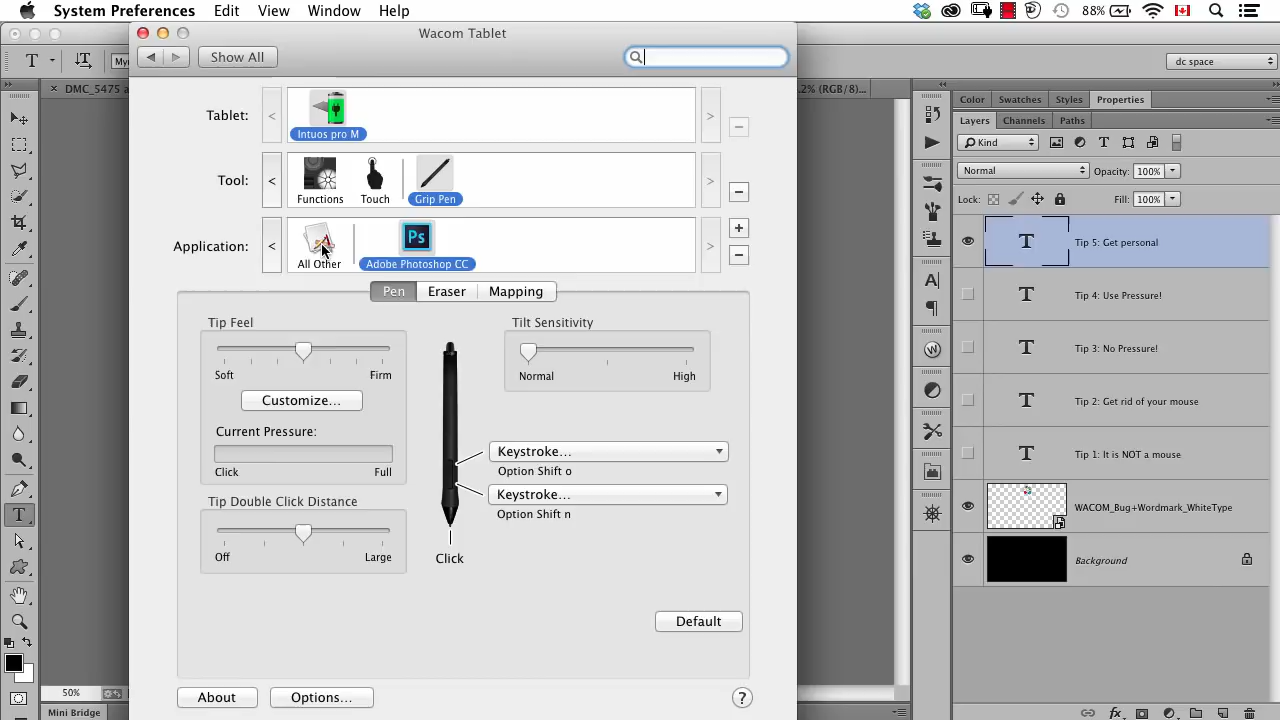 System Preferences Edit View Window Help 88%
Wacom Tablet
Show All
T My
dc space
DMC_5475 a
.2% (RGB/8)...
Tablet:
Intuos pro M
Tool:
Functions Touch Grip Pen
Application:
Ps
All Other Adobe Photoshop CC
Pen Eraser Mapping
Tip Feel
Soft Firm
Customize...
Current Pressure:
Click Full
Tip Double Click Distance
Off Large
Tilt Sensitivity
Normal High
Keystroke...
Option Shift o
Keystroke...
Option Shift n
Click
Default
About Options... ?
50%
Mini Bridge
Color Swatches Styles Properties
Layers Channels Paths
Kind
Normal Opacity: 100%
Lock: Fill: 100%
T Tip 5: Get personal
T Tip 4: Use Pressure!
T Tip 3: No Pressure!
T Tip 2: Get rid of your mouse
T Tip 1: It is NOT a mouse
WACOM_Bug+Wordmark_WhiteType
Background
fx